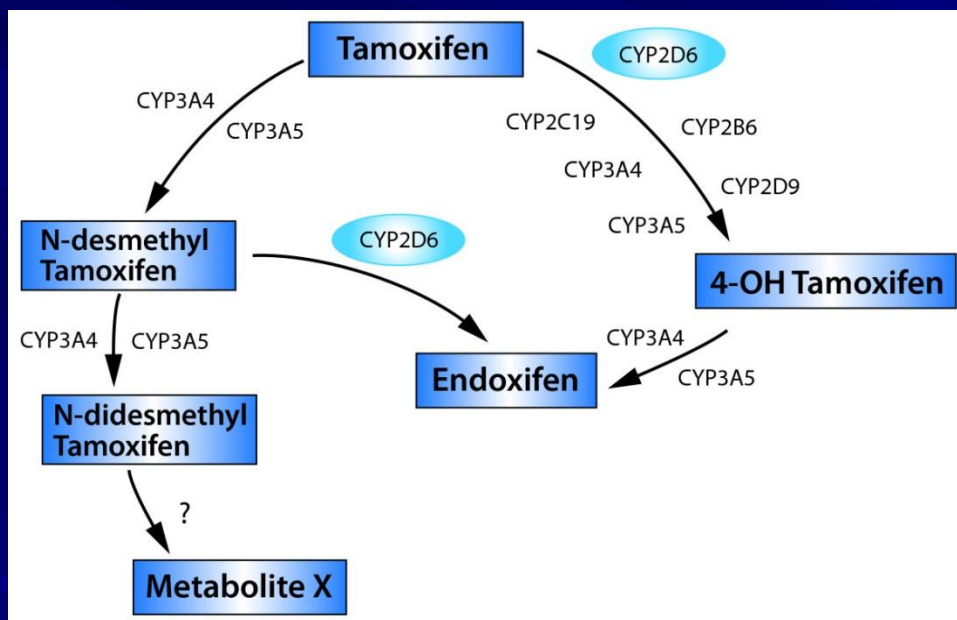 Tamoxifen
CYP2D6
CYP3A4
CYP3A5
CYP2C19
CYP2B6
CYP3A4
CYP2D9
CYP3A5
N-desmethyl
Tamoxifen
CYP2D6
4-OH Tamoxifen
CYP3A4
CYP3A5
CYP3A4
CYP3A5
Endoxifen
N-didesmethyl
Tamoxifen
?
Metabolite X